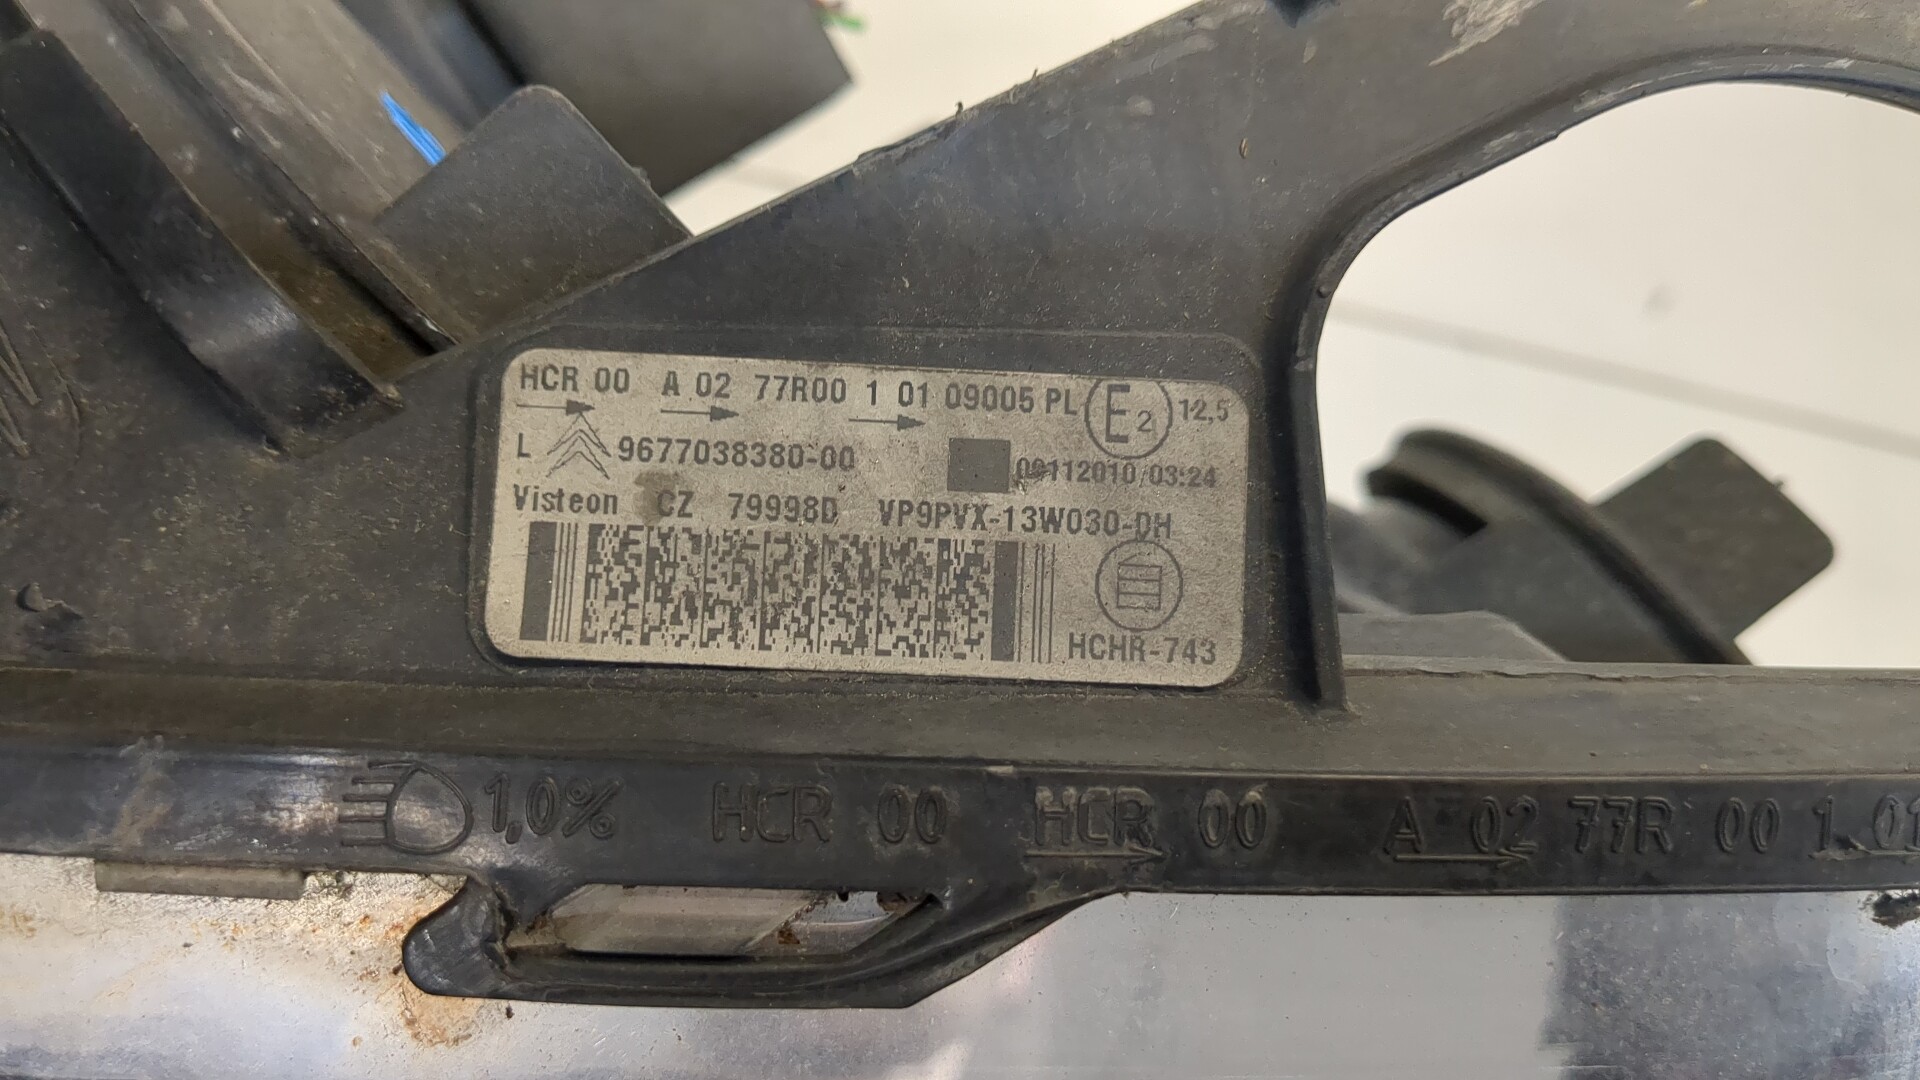 HCR 00 A 02 77R00 1 01 09005 PL E2 12,5
L 9677038380-00 09112010/03:24
Visteon CZ 79998D VP9PVX-13W030-DH
HCHR-743
1,0% HCR 00 HCR 00 A 02 77R 00 1 01